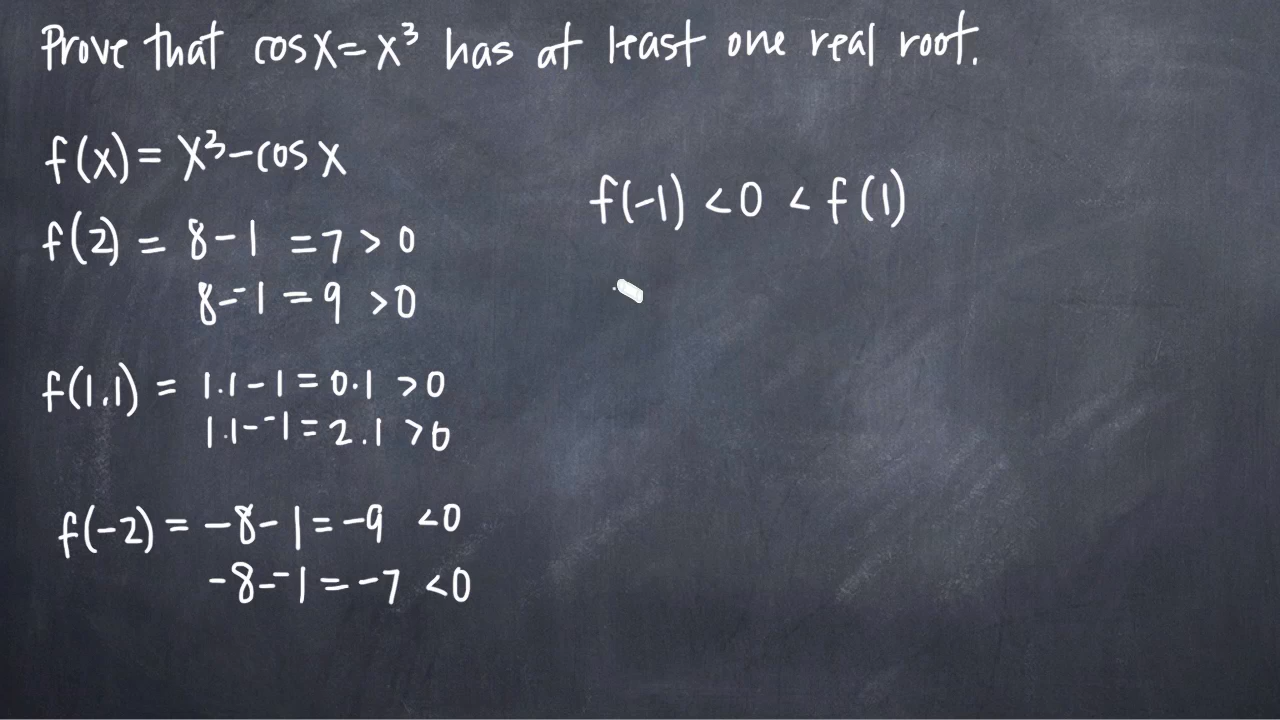 Prove that cosx=x³ has at least one real root.
f(x)= x³-cosx
f(2) = 8-1 =7 > 0
8-⁻1 = 9 >0
f(1.1) = 1.1-1=0.1 >0
1.1-⁻1=2.1 >0
f(-2) = -8-1=-9 <0
-8-⁻1=-7 <0
f(-1) <0 < f(1)